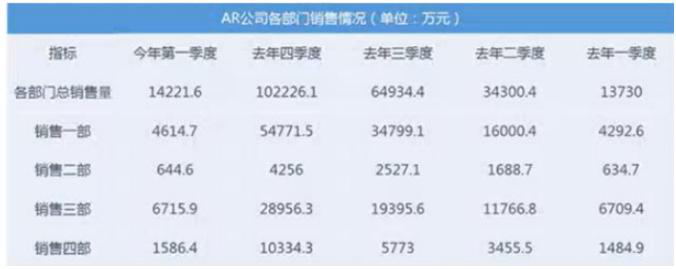 AR公司各部门销售情况（单位：万元）
指标 今年第一季度 去年四季度 去年三季度 去年二季度 去年一季度
各部门总销售量 14221.6 102226.1 64934.4 34300.4 13730
销售一部 4614.7 54771.5 34799.1 16000.4 4292.6
销售二部 644.6 4256 2527.1 1688.7 634.7
销售三部 6715.9 28956.3 19395.6 11766.8 6709.4
销售四部 1586.4 10334.3 5773 3455.5 1484.9